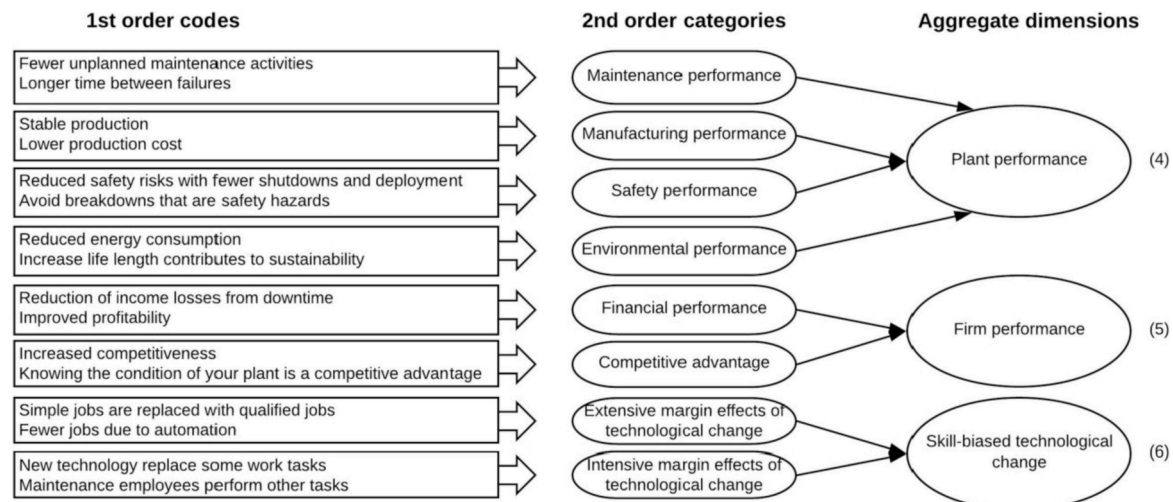 1st order codes
2nd order categories
Aggregate dimensions
Fewer unplanned maintenance activities
Longer time between failures
Maintenance performance
Stable production
Lower production cost
Manufacturing performance
Plant performance
(4)
Reduced safety risks with fewer shutdowns and deployment
Avoid breakdowns that are safety hazards
Safety performance
Reduced energy consumption
Increase life length contributes to sustainability
Environmental performance
Reduction of income losses from downtime
Improved profitability
Financial performance
Firm performance
(5)
Increased competitiveness
Knowing the condition of your plant is a competitive advantage
Competitive advantage
Simple jobs are replaced with qualified jobs
Fewer jobs due to automation
Extensive margin effects of
technological change
Skill-biased technological
change
(6)
New technology replace some work tasks
Maintenance employees perform other tasks
Intensive margin effects of
technological change